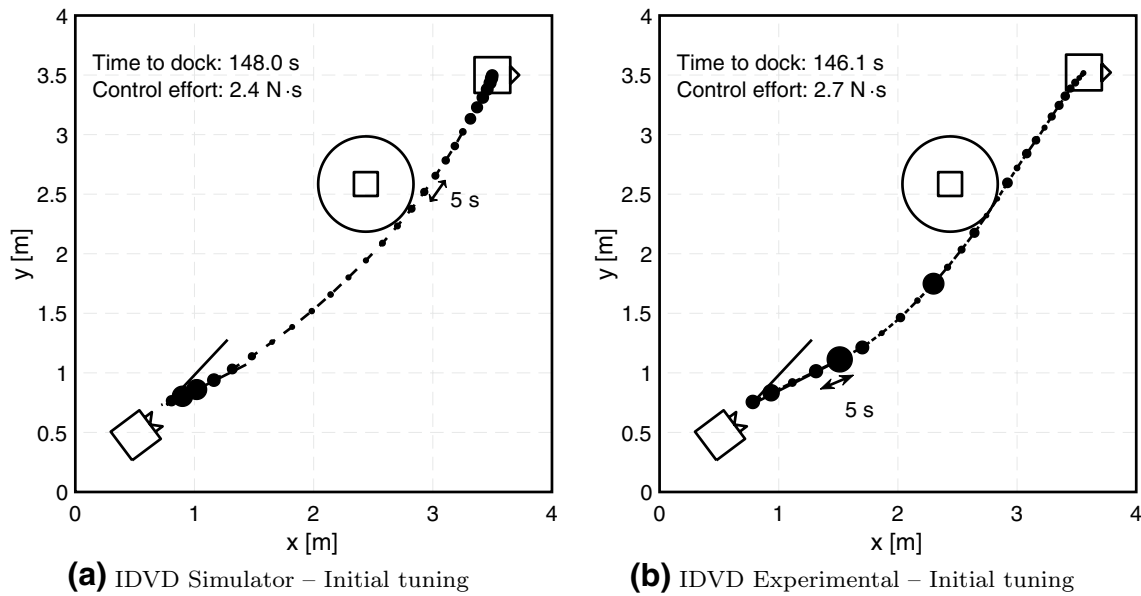 4
3.5
3
2.5
2
1.5
1
0.5
0
y [m]
Time to dock: 148.0 s
Control effort: 2.4 N·s
5 s
0 1 2 3 4
x [m]
(a) IDVD Simulator – Initial tuning
4
3.5
3
2.5
2
1.5
1
0.5
0
y [m]
Time to dock: 146.1 s
Control effort: 2.7 N·s
5 s
0 1 2 3 4
x [m]
(b) IDVD Experimental – Initial tuning